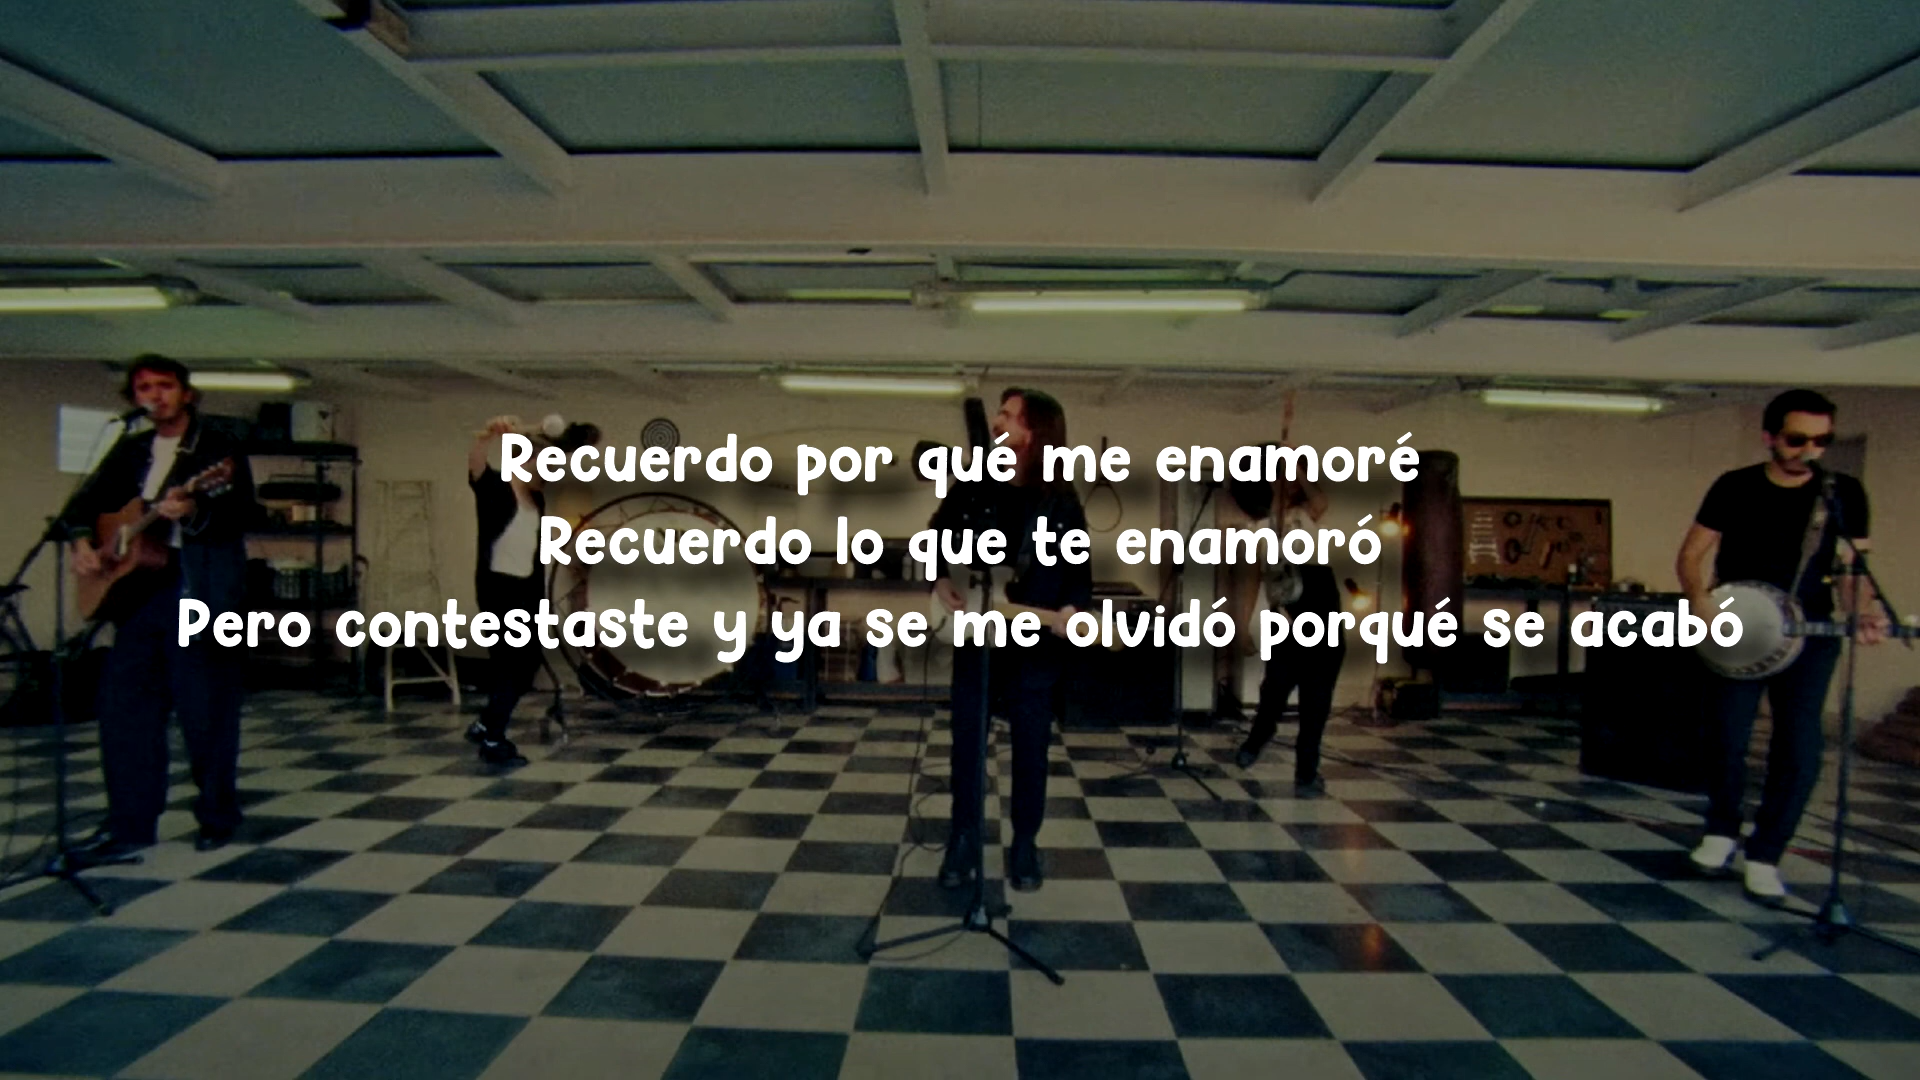 Recuerdo por qué me enamoré
Recuerdo lo que te enamoró
Pero contestaste y ya se me olvidó porqué se acabó